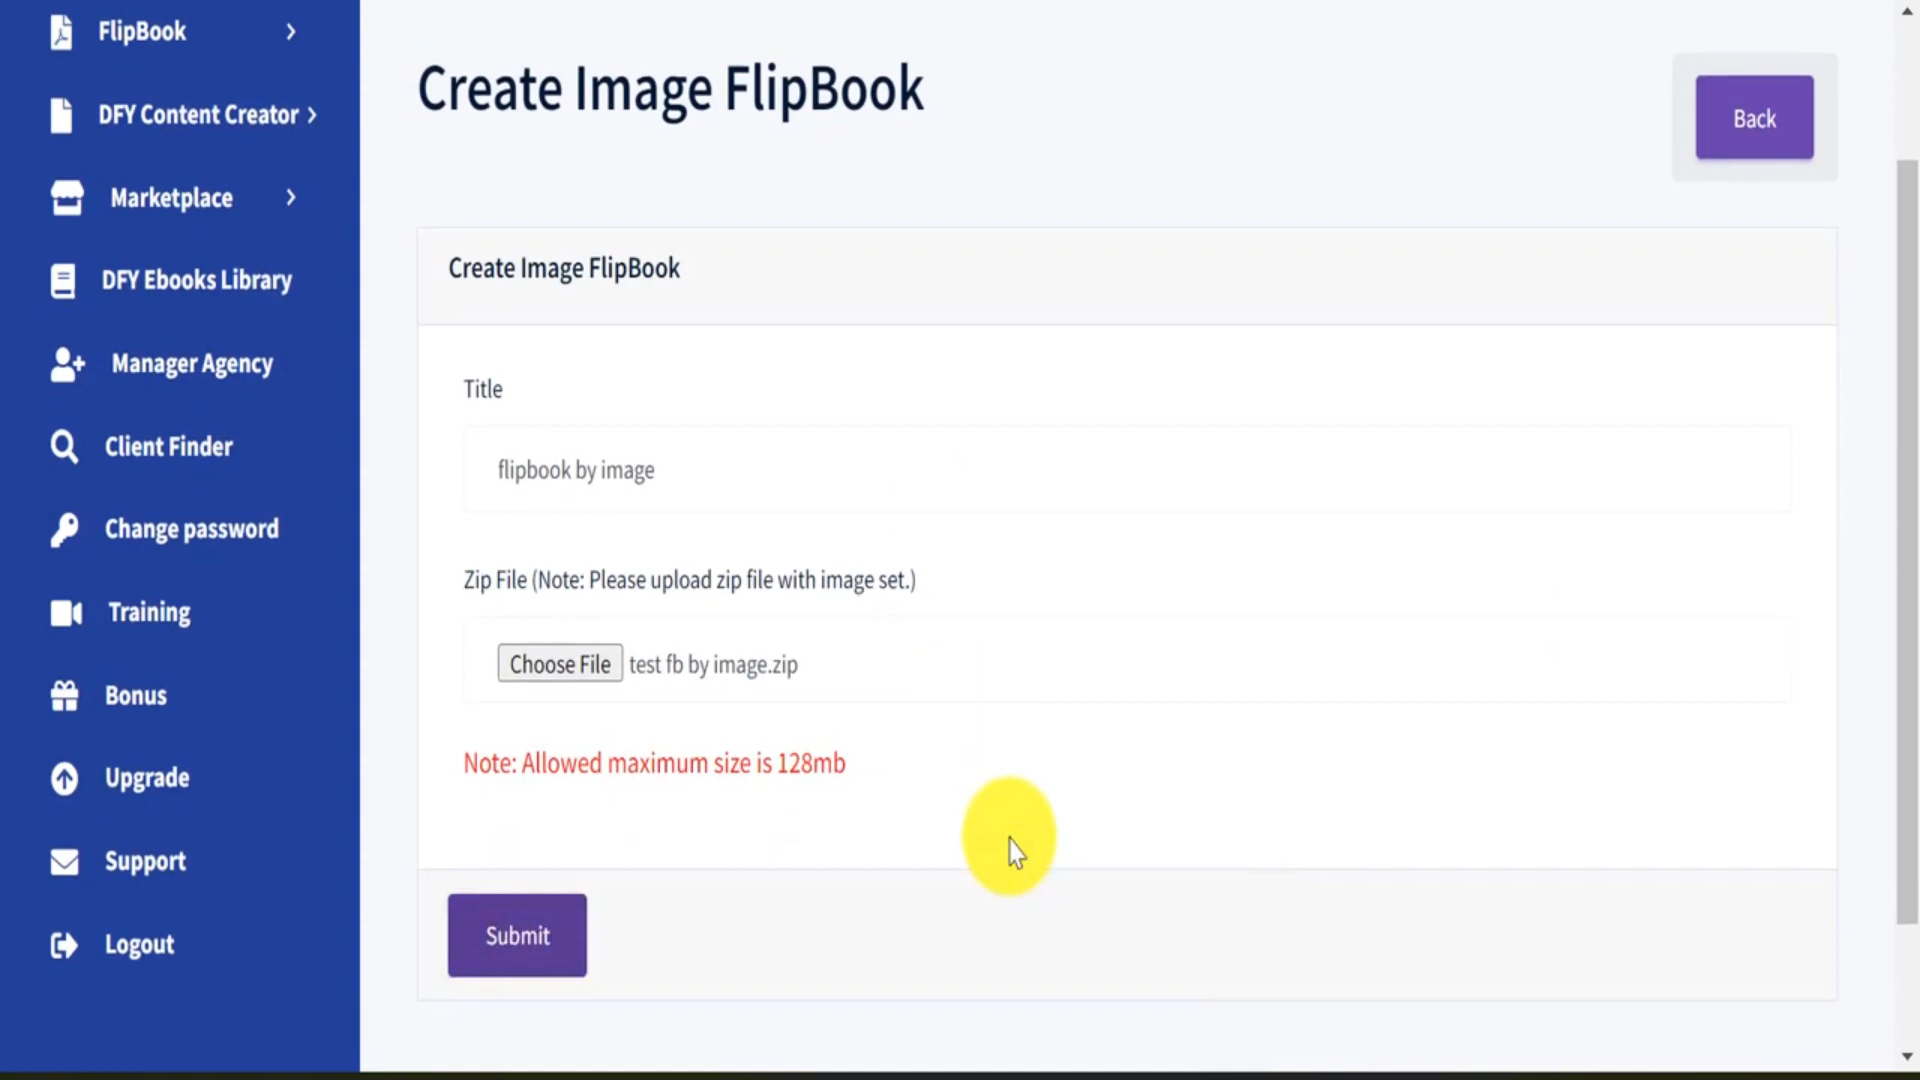 FlipBook
DFY Content Creator
Marketplace
DFY Ebooks Library
Manager Agency
Client Finder
Change password
Training
Bonus
Upgrade
Support
Logout
Create Image FlipBook
Back
Create Image FlipBook
Title
flipbook by image
Zip File (Note: Please upload zip file with image set.)
Choose File test fb by image.zip
Note: Allowed maximum size is 128mb
Submit